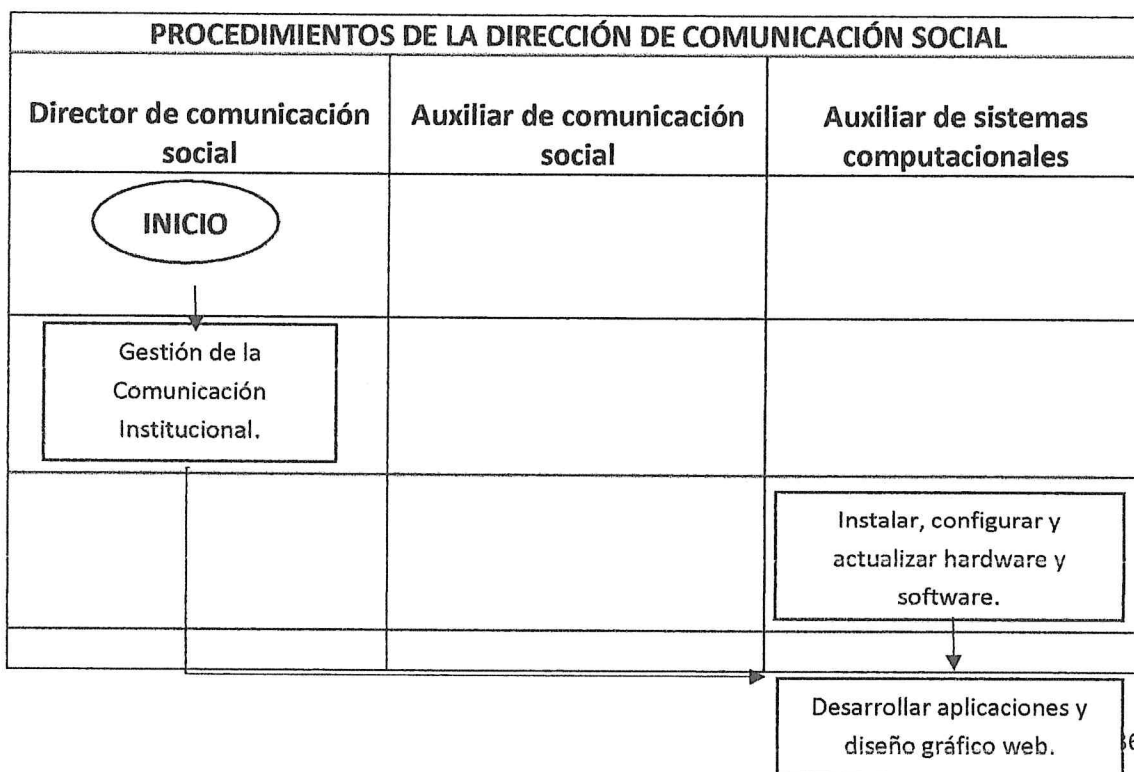 PROCEDIMIENTOS DE LA DIRECCIÓN DE COMUNICACIÓN SOCIAL
Director de comunicación
social
Auxiliar de comunicación
social
Auxiliar de sistemas
computacionales
INICIO
Gestión de la
Comunicación
Institucional.
Instalar, configurar y
actualizar hardware y
software.
Desarrollar aplicaciones y
diseño gráfico web.